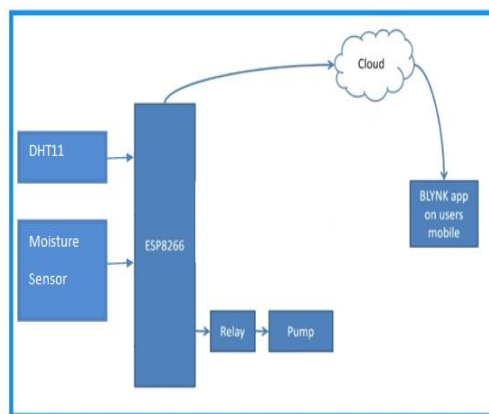 Cloud
DHT11
BLYNK app
on users
mobile
Moisture
Sensor
ESP8266
Relay
Pump